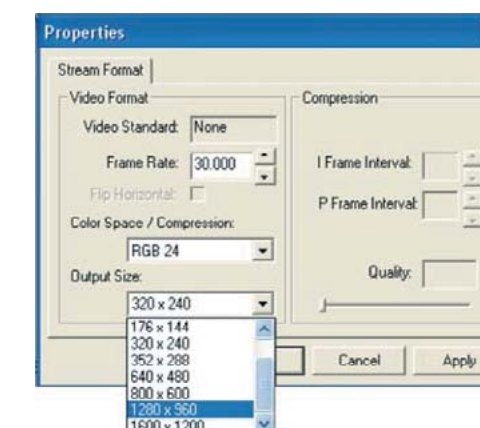 Properties
Stream Format
Video Format
Video Standard: None
Frame Rate: 30.000
Flip Horizontal:
Color Space / Compression:
RGB 24
Output Size:
320 x 240
176 x 144
320 x 240
352 x 288
640 x 480
800 x 600
1280 x 960
1600 x 1200
Compression
I Frame Interval:
P Frame Interval:
Quality:
Cancel
Apply